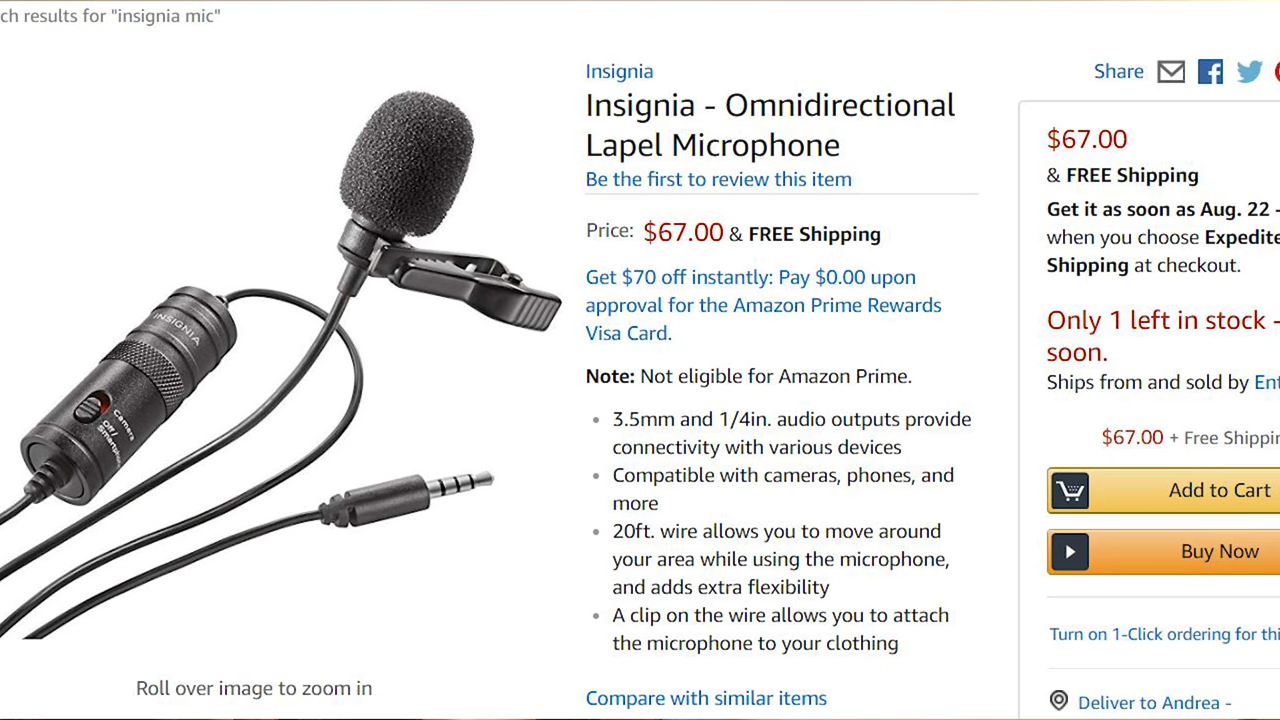 ch results for "insignia mic"
INSIGNIA
Camera
Off/
Smartphone
Roll over image to zoom in
Insignia
Insignia - Omnidirectional
Lapel Microphone
Be the first to review this item
Price: $67.00 & FREE Shipping
Get $70 off instantly: Pay $0.00 upon
approval for the Amazon Prime Rewards
Visa Card.
Note: Not eligible for Amazon Prime.
3.5mm and 1/4in. audio outputs provide
connectivity with various devices
Compatible with cameras, phones, and
more
20ft. wire allows you to move around
your area while using the microphone,
and adds extra flexibility
A clip on the wire allows you to attach
the microphone to your clothing
Compare with similar items
Share
$67.00
& FREE Shipping
Get it as soon as Aug. 22 -
when you choose Expedite
Shipping at checkout.
Only 1 left in stock -
soon.
Ships from and sold by Ent
$67.00 + Free Shippin
Add to Cart
Buy Now
Turn on 1-Click ordering for thi
Deliver to Andrea -